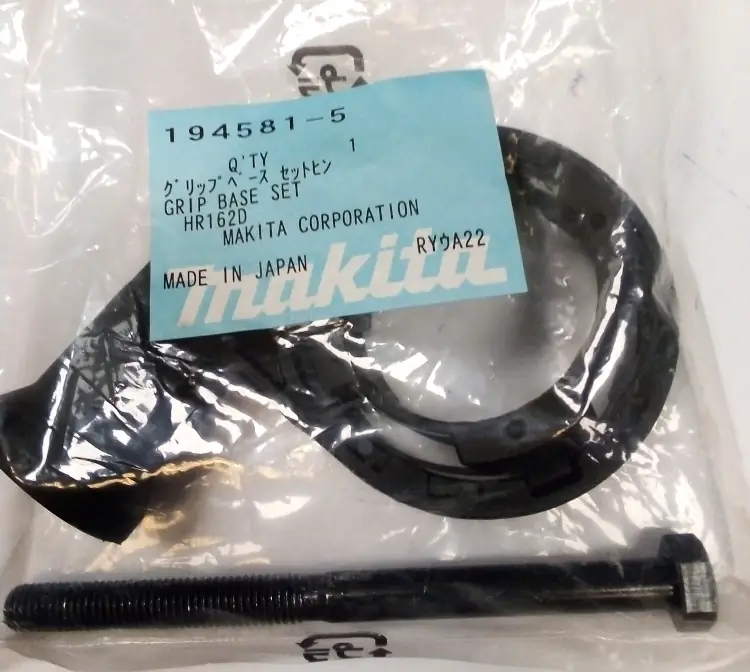 194581-5
Q'TY 1
グリップベース セットヒン
GRIP BASE SET
HR162D
MAKITA CORPORATION
RYウA22
MADE IN JAPAN
makita